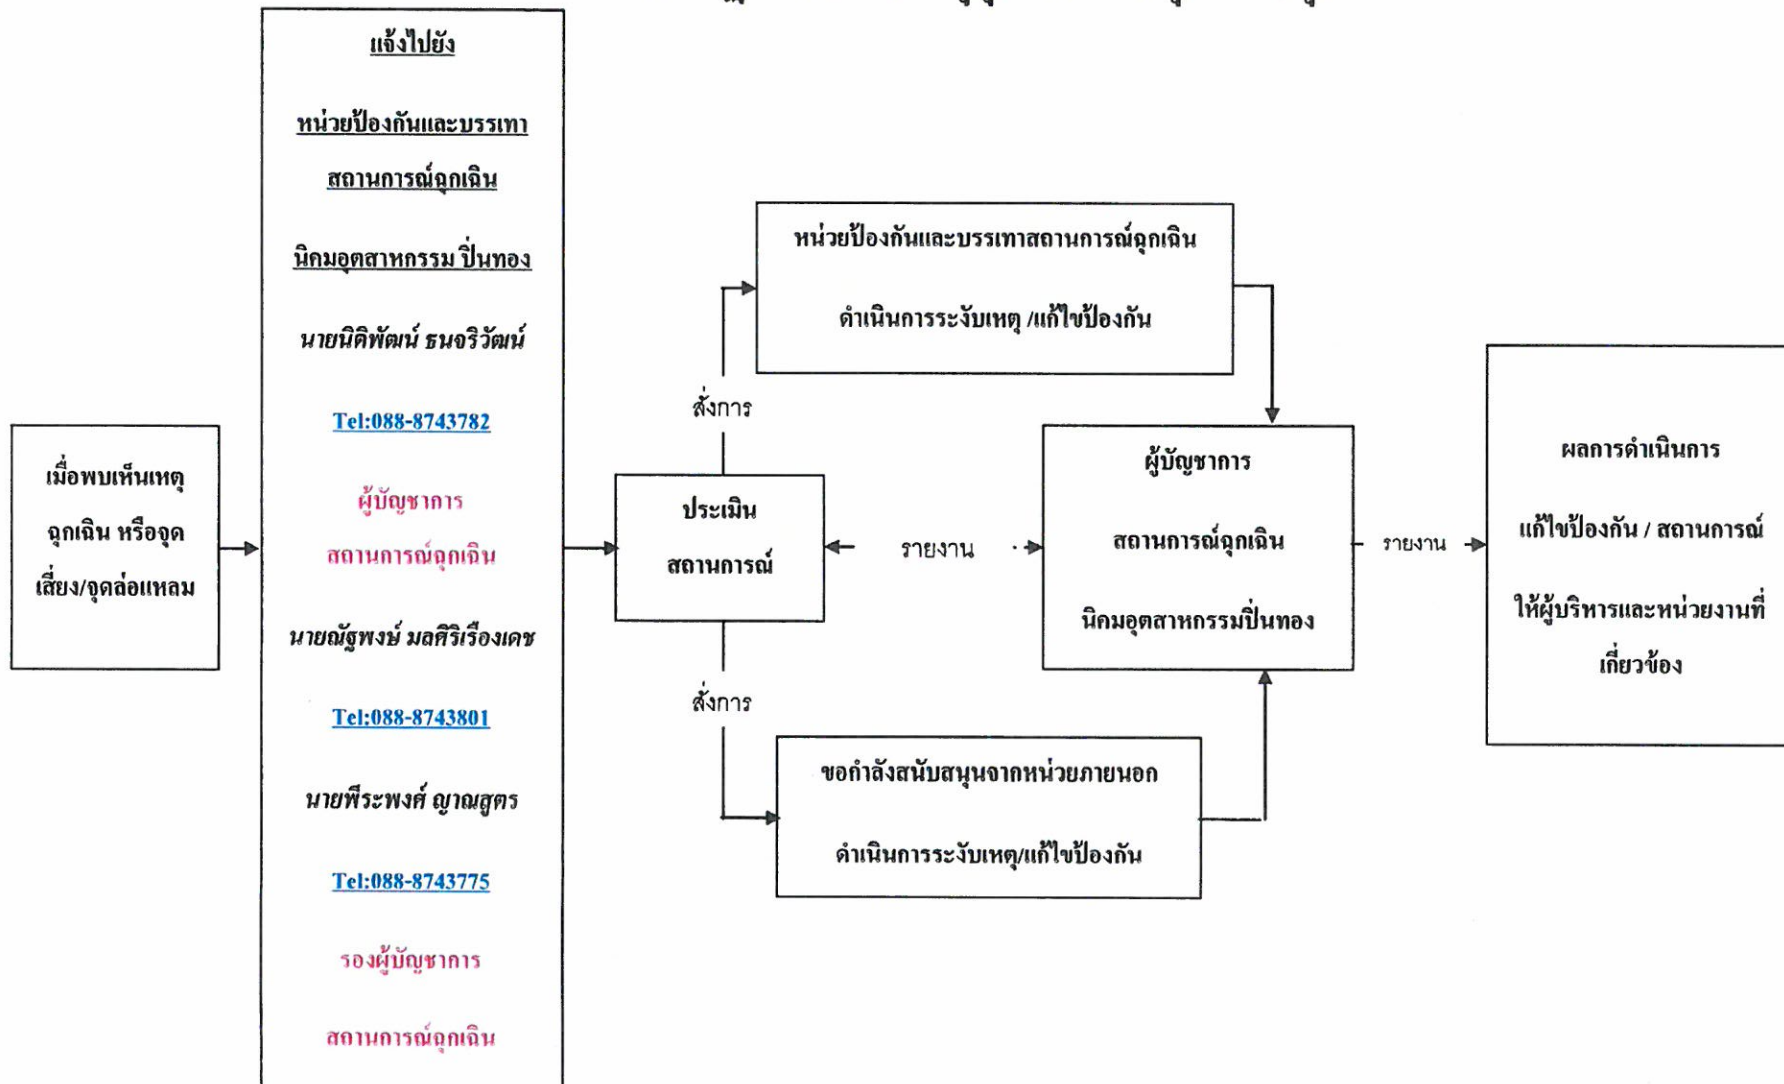 เมื่อพบเห็นเหตุ
ฉุกเฉิน หรือจุด
เสี่ยง/จุดล่อแหลม
แจ้งไปยัง
หน่วยป้องกันและบรรเทา
สถานการณ์ฉุกเฉิน
นิคมอุตสาหกรรม ปิ่นทอง
นายนิติพัฒน์ ธนจริวัฒน์
Tel:088-8743782
ผู้บัญชาการ
สถานการณ์ฉุกเฉิน
นายณัฐพงษ์ มลศิริเรืองเดช
Tel:088-8743801
นายพีระพงศ์ ญาณสูตร
Tel:088-8743775
รองผู้บัญชาการ
สถานการณ์ฉุกเฉิน
ประเมิน
สถานการณ์
สั่งการ
หน่วยป้องกันและบรรเทาสถานการณ์ฉุกเฉิน
ดำเนินการระงับเหตุ /แก้ไขป้องกัน
สั่งการ
ขอกำลังสนับสนุนจากหน่วยภายนอก
ดำเนินการระงับเหตุ/แก้ไขป้องกัน
รายงาน
ผู้บัญชาการ
สถานการณ์ฉุกเฉิน
นิคมอุตสาหกรรมปิ่นทอง
รายงาน
ผลการดำเนินการ
แก้ไขป้องกัน / สถานการณ์
ให้ผู้บริหารและหน่วยงานที่
เกี่ยวข้อง